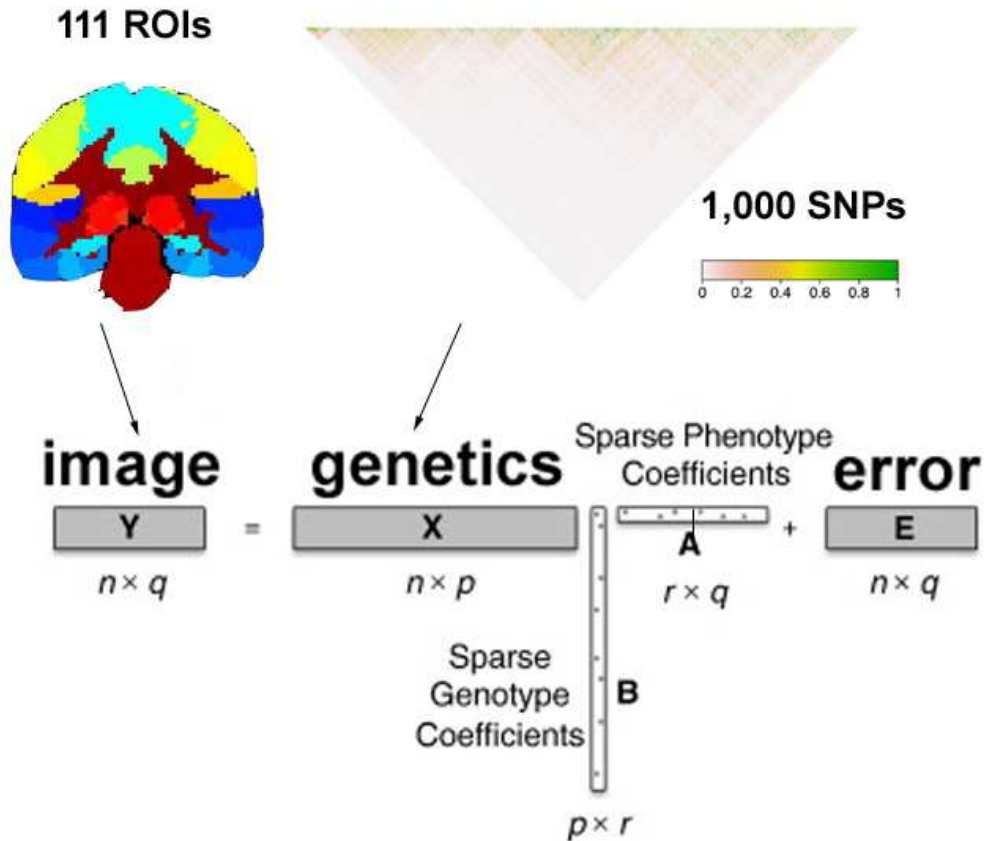 111 ROIs
1,000 SNPs
0 0.2 0.4 0.6 0.8 1
image
genetics
Sparse Phenotype
Coefficients
error
Y = X A + E
n × q
n × p
r × q
n × q
Sparse
Genotype
Coefficients
B
p × r